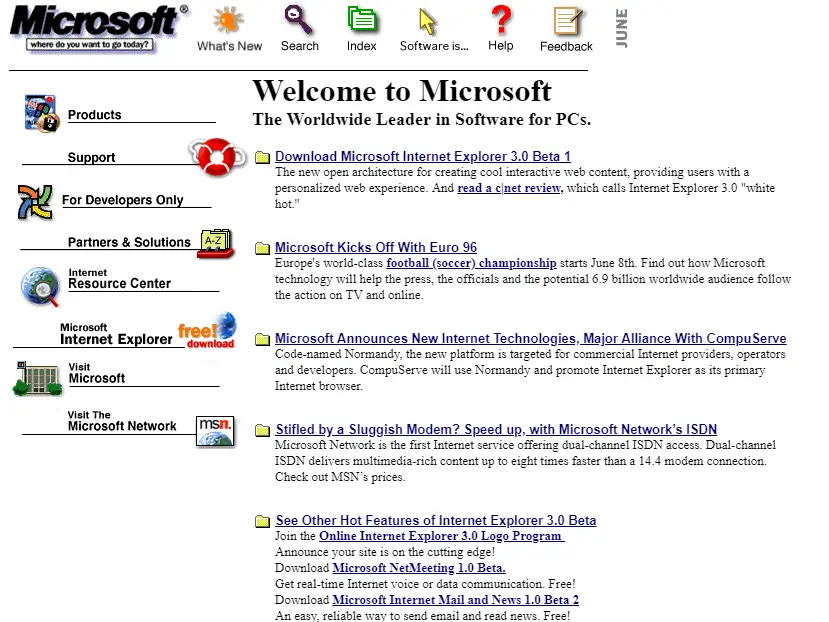 Microsoft®
where do you want to go today?
What's New
Search
Index
Software is...
Help
Feedback
JUNE
Products
Support
For Developers Only
Partners & Solutions
A-Z
Internet
Resource Center
Microsoft
Internet Explorer
free!
download
Visit
Microsoft
Visit The
Microsoft Network
msn.
Welcome to Microsoft
The Worldwide Leader in Software for PCs.
Download Microsoft Internet Explorer 3.0 Beta 1
The new open architecture for creating cool interactive web content, providing users with a
personalized web experience. And read a c|net review, which calls Internet Explorer 3.0 "white
hot."
Microsoft Kicks Off With Euro 96
Europe's world-class football (soccer) championship starts June 8th. Find out how Microsoft
technology will help the press, the officials and the potential 6.9 billion worldwide audience follow
the action on TV and online.
Microsoft Announces New Internet Technologies, Major Alliance With CompuServe
Code-named Normandy, the new platform is targeted for commercial Internet providers, operators
and developers. CompuServe will use Normandy and promote Internet Explorer as its primary
Internet browser.
Stifled by a Sluggish Modem? Speed up, with Microsoft Network's ISDN
Microsoft Network is the first Internet service offering dual-channel ISDN access. Dual-channel
ISDN delivers multimedia-rich content up to eight times faster than a 14.4 modem connection.
Check out MSN's prices.
See Other Hot Features of Internet Explorer 3.0 Beta
Join the Online Internet Explorer 3.0 Logo Program
Announce your site is on the cutting edge!
Download Microsoft NetMeeting 1.0 Beta.
Get real-time Internet voice or data communication. Free!
Download Microsoft Internet Mail and News 1.0 Beta 2
An easy, reliable way to send email and read news. Free!